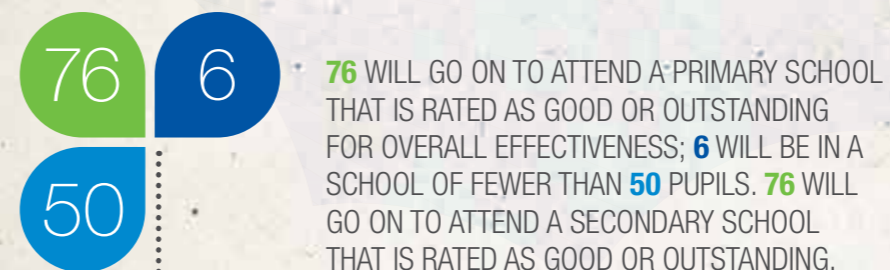 76 6
50
76 WILL GO ON TO ATTEND A PRIMARY SCHOOL
THAT IS RATED AS GOOD OR OUTSTANDING
FOR OVERALL EFFECTIVENESS; 6 WILL BE IN A
SCHOOL OF FEWER THAN 50 PUPILS. 76 WILL
GO ON TO ATTEND A SECONDARY SCHOOL
THAT IS RATED AS GOOD OR OUTSTANDING.